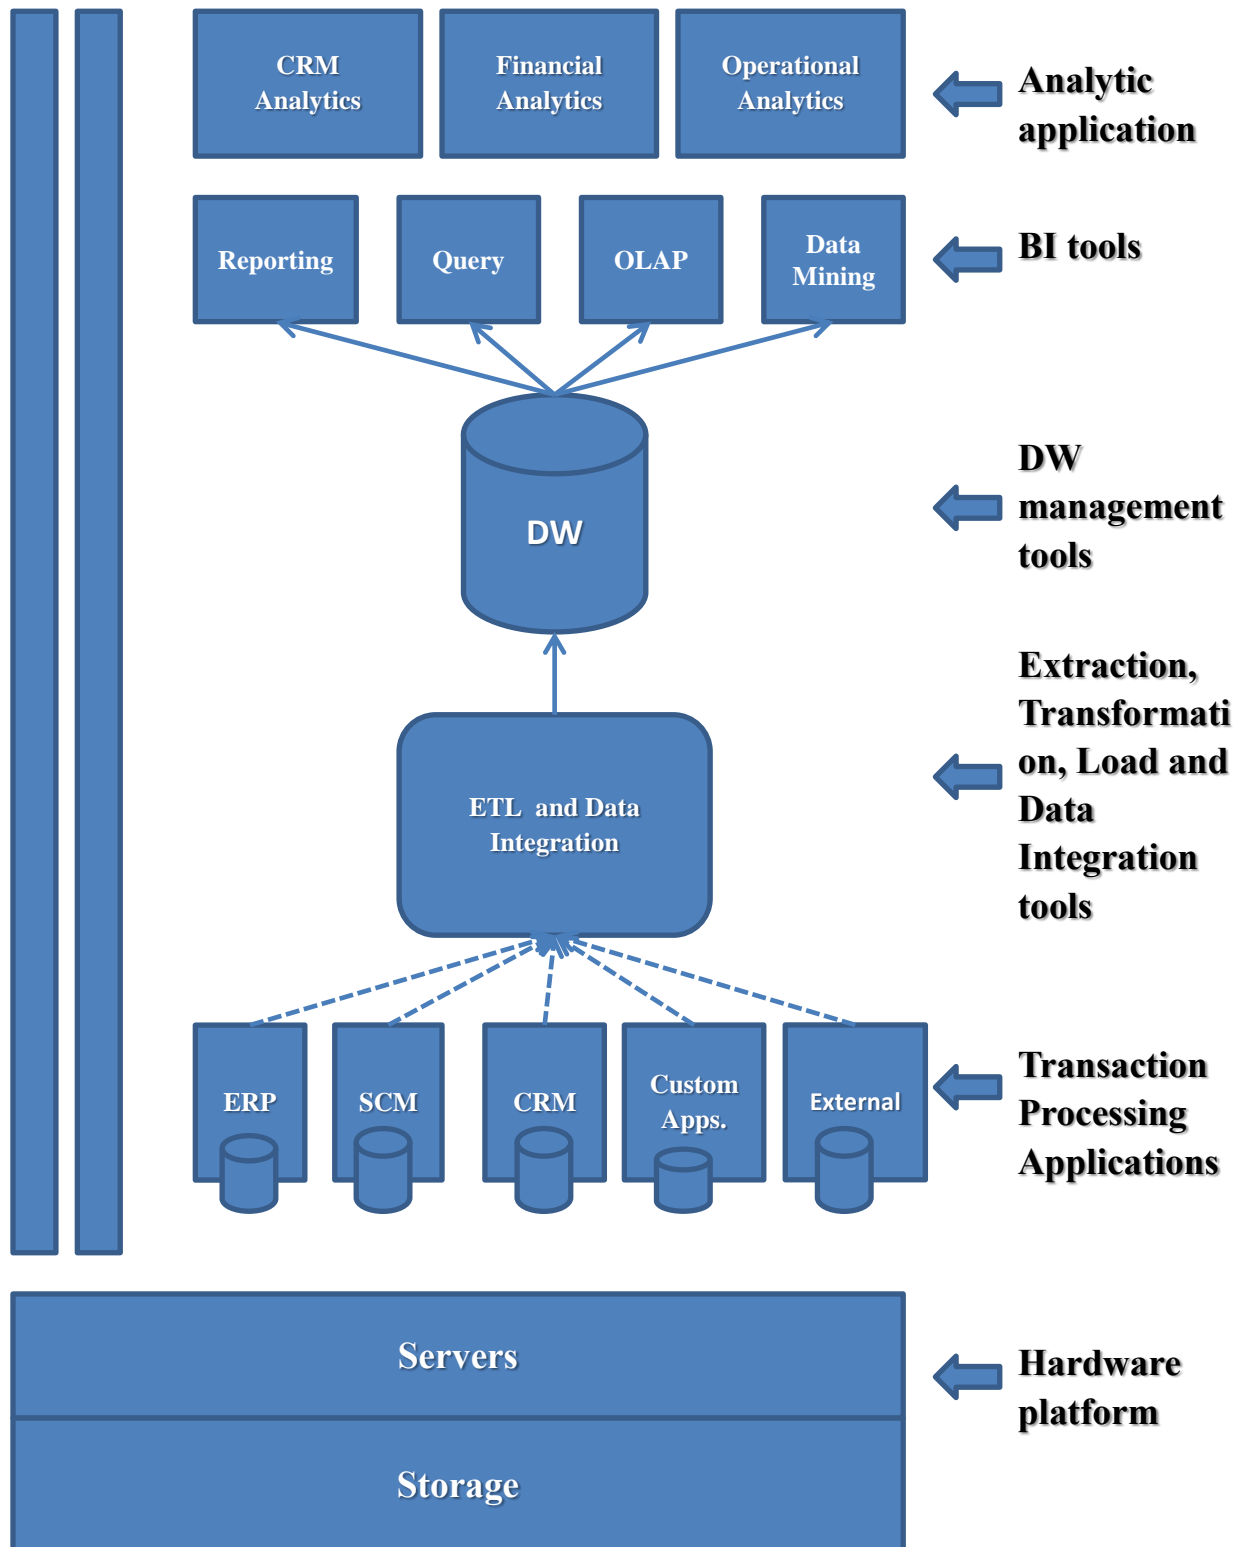 CRM
Analytics
Financial
Analytics
Operational
Analytics
Analytic
application
Reporting
Query
OLAP
Data
Mining
BI tools
DW
DW
management
tools
ETL and Data
Integration
Extraction,
Transformati
on, Load and
Data
Integration
tools
ERP
SCM
CRM
Custom
Apps.
External
Transaction
Processing
Applications
Servers
Hardware
platform
Storage